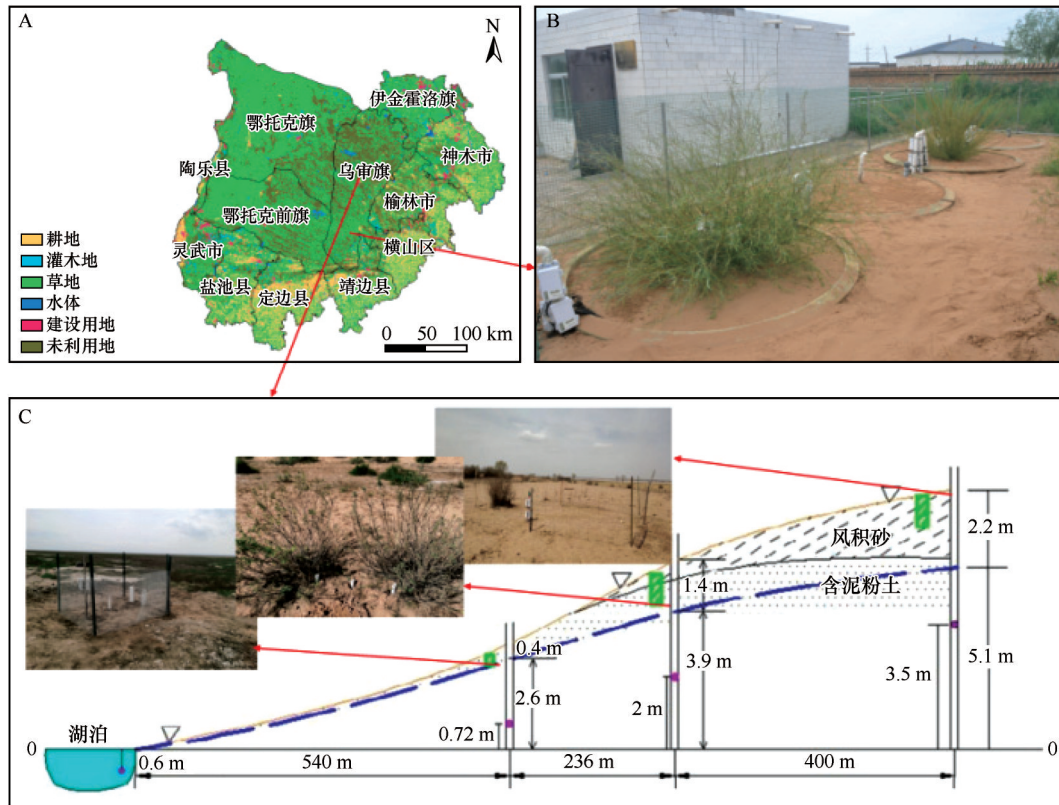 A
N
伊金霍洛旗
鄂托克旗
神木市
陶乐县
乌审旗
榆林市
鄂托克前旗
灵武市
横山区
盐池县
定边县
靖边县
耕地
灌木地
草地
水体
建设用地
未利用地
0 50 100 km
B
C
风积砂
2.2 m
含泥粉土
1.4 m
0.4 m
3.9 m
5.1 m
3.5 m
2.6 m
2 m
0.72 m
湖泊
0
0
0.6 m
540 m
236 m
400 m